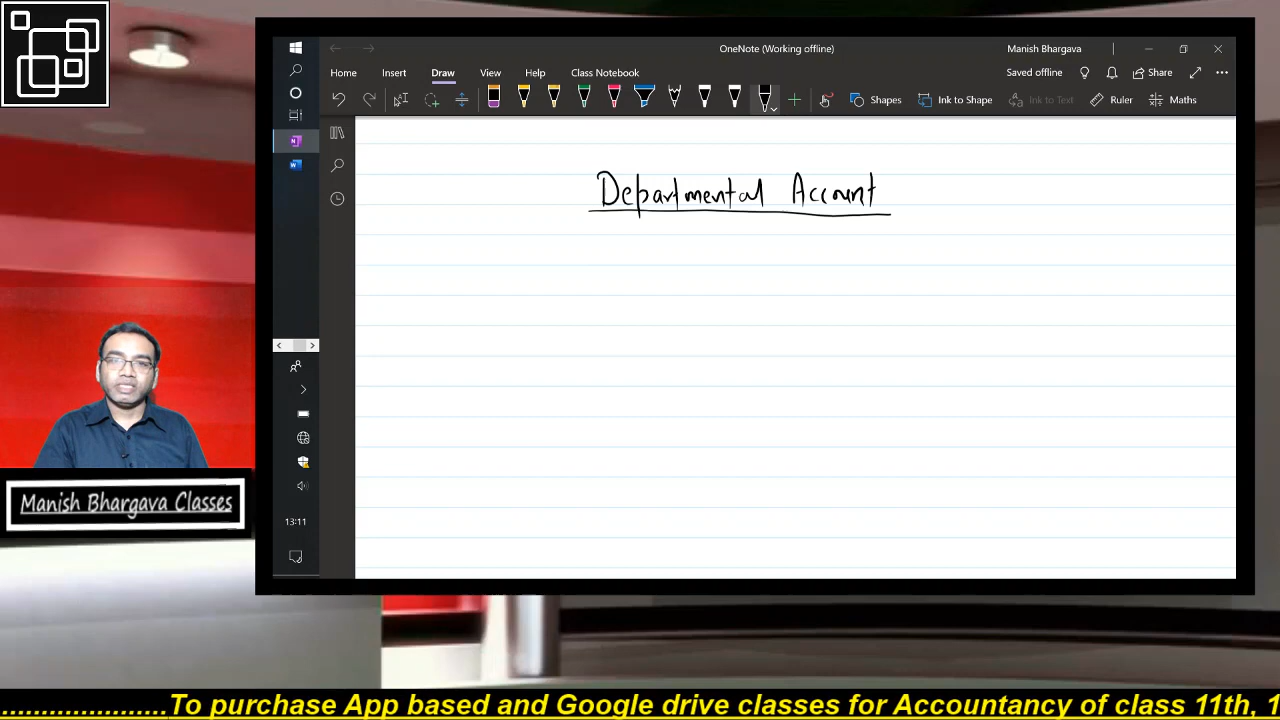 OneNote (Working offline)
Manish Bhargava
Home Insert Draw View Help Class Notebook
Saved offline
Share
Shapes
Ink to Shape
Ink to Text
Ruler
Maths
Departmental Account
Manish Bhargava Classes
13:11
.....................To purchase App based and Google drive classes for Accountancy of class 11th, 1